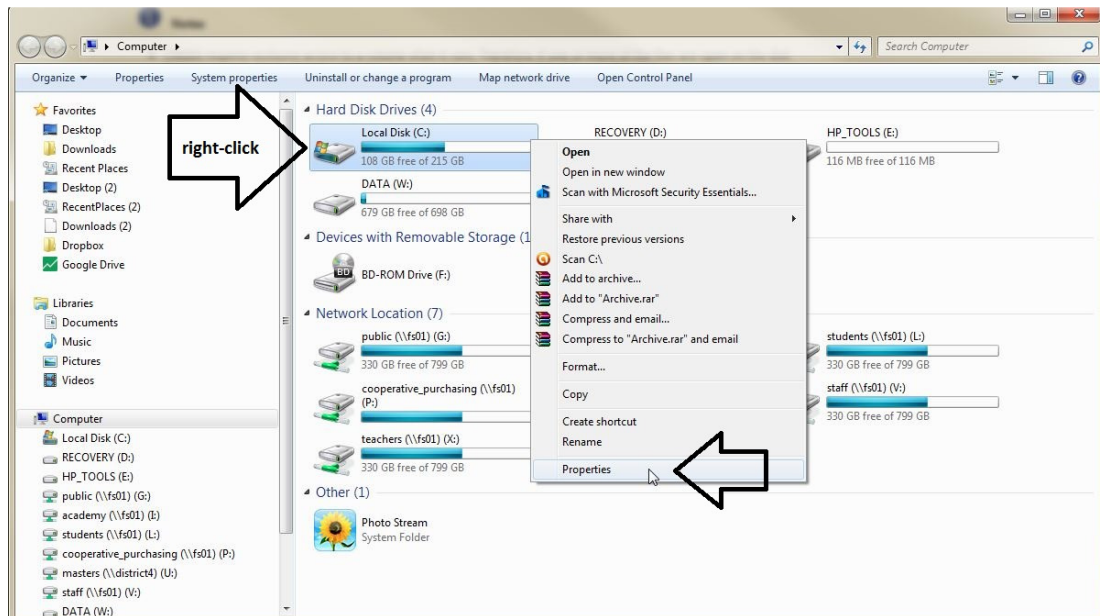 Computer
Search Computer
Organize
Properties
System properties
Uninstall or change a program
Map network drive
Open Control Panel
Favorites
Desktop
Downloads
Recent Places
Desktop (2)
RecentPlaces (2)
Downloads (2)
Dropbox
Google Drive
Libraries
Documents
Music
Pictures
Videos
Computer
Local Disk (C:)
RECOVERY (D:)
HP_TOOLS (E:)
public (\\fs01) (G:)
academy (\\fs01) (I:)
students (\\fs01) (L:)
cooperative_purchasing (\\fs01) (P:)
masters (\\district4) (U:)
staff (\\fs01) (V:)
DATA (W:)
right-click
Hard Disk Drives (4)
Local Disk (C:)
108 GB free of 215 GB
RECOVERY (D:)
HP_TOOLS (E:)
116 MB free of 116 MB
DATA (W:)
679 GB free of 698 GB
Devices with Removable Storage (1
BD
BD-ROM Drive (F:)
Network Location (7)
public (\\fs01) (G:)
330 GB free of 799 GB
students (\\fs01) (L:)
330 GB free of 799 GB
cooperative_purchasing (\\fs01)
(P:)
staff (\\fs01) (V:)
330 GB free of 799 GB
teachers (\\fs01) (X:)
330 GB free of 799 GB
Other (1)
Photo Stream
System Folder
Open
Open in new window
Scan with Microsoft Security Essentials...
Share with
Restore previous versions
Scan C:\
Add to archive...
Add to "Archive.rar"
Compress and email...
Compress to "Archive.rar" and email
Format...
Copy
Create shortcut
Rename
Properties